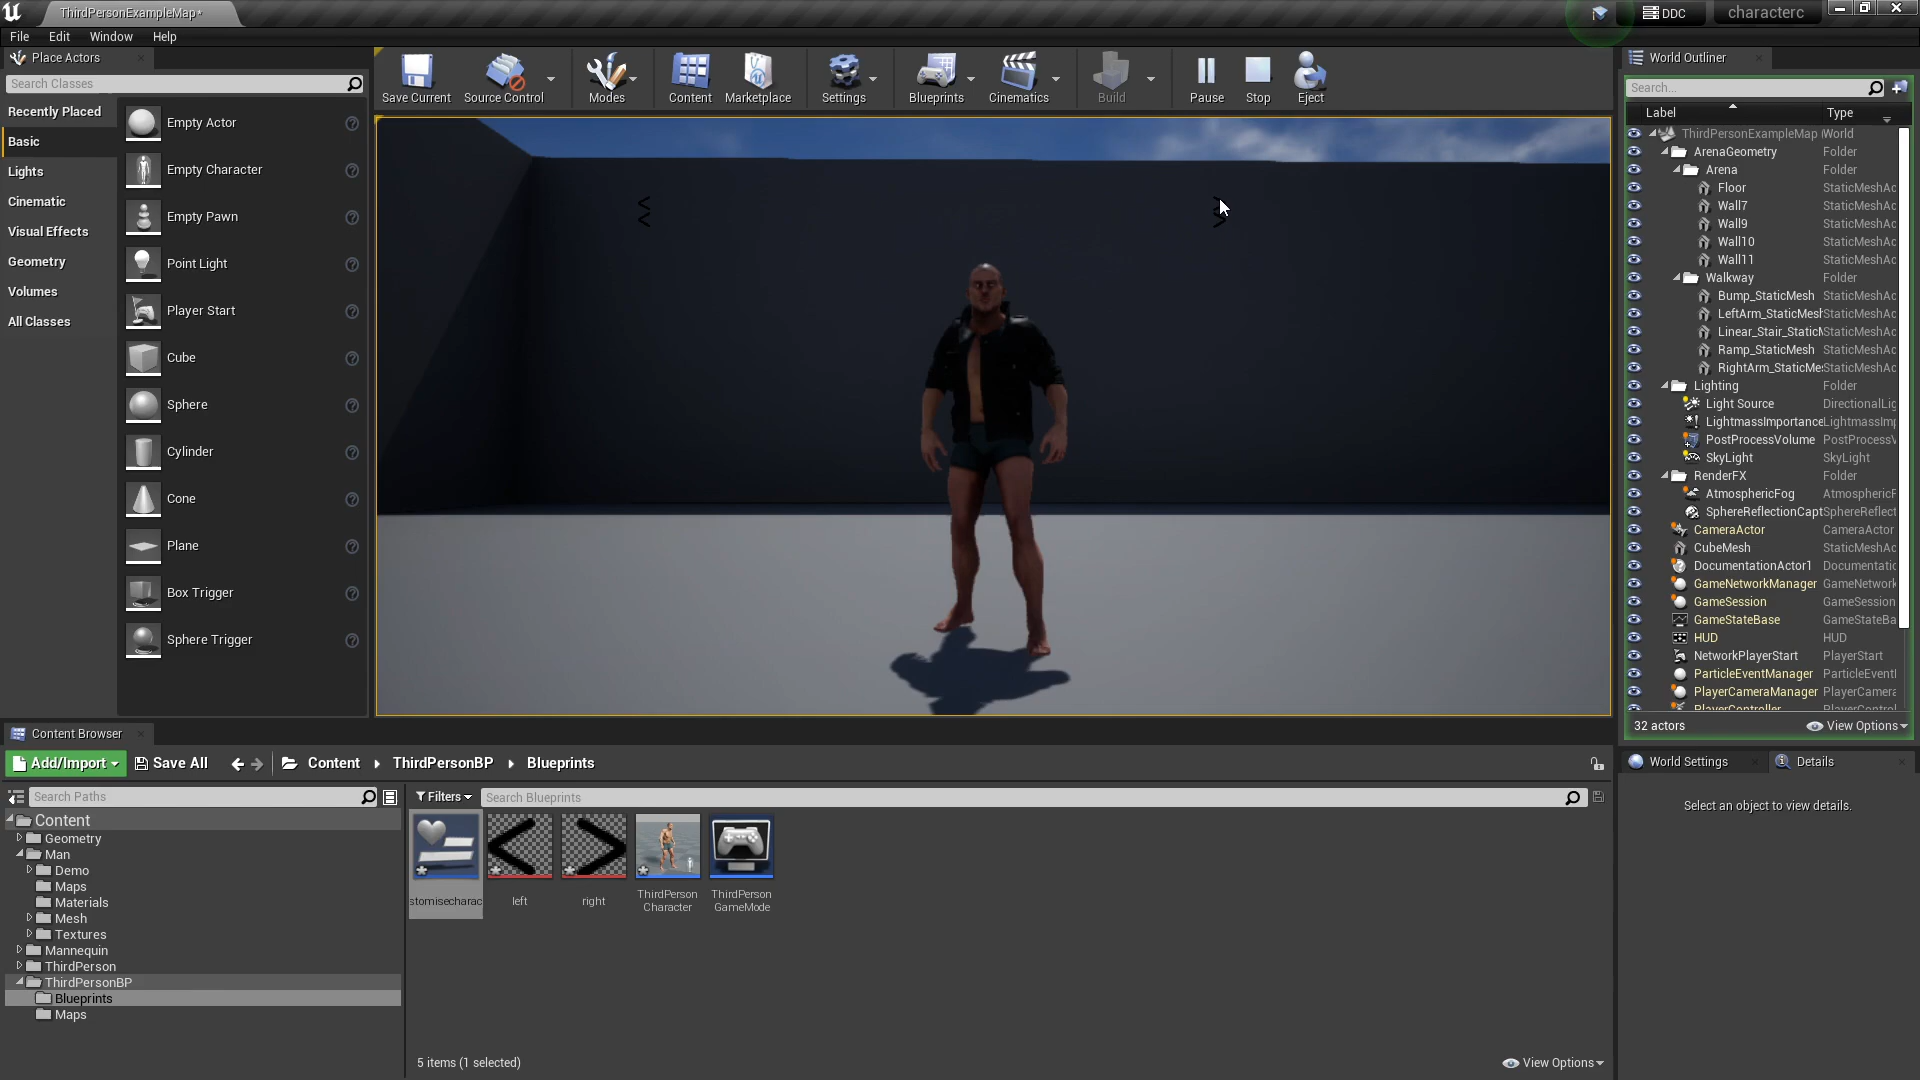 ThirdPersonExampleMap*
DDC
characterc
File Edit Window Help
Place Actors
Search Classes
Recently Placed
Basic
Lights
Cinematic
Visual Effects
Geometry
Volumes
All Classes
Empty Actor
Empty Character
Empty Pawn
Point Light
Player Start
Cube
Sphere
Cylinder
Cone
Plane
Box Trigger
Sphere Trigger
Save Current Source Control Modes Content Marketplace Settings Blueprints Cinematics Build Pause Stop Eject
<
<
>
World Outliner
Search...
Label Type
ThirdPersonExampleMap (World
ArenaGeometry Folder
Arena Folder
Floor StaticMeshAc
Wall7 StaticMeshAc
Wall9 StaticMeshAc
Wall10 StaticMeshAc
Wall11 StaticMeshAc
Walkway Folder
Bump_StaticMesh StaticMeshAc
LeftArm_StaticMesh StaticMeshAc
Linear_Stair_StaticM StaticMeshAc
Ramp_StaticMesh StaticMeshAc
RightArm_StaticMe StaticMeshAc
Lighting Folder
Light Source DirectionalLig
LightmassImportance LightmassImp
PostProcessVolume PostProcessV
SkyLight SkyLight
RenderFX Folder
AtmosphericFog AtmosphericF
SphereReflectionCapt SphereReflect
CameraActor CameraActor
CubeMesh StaticMeshAc
DocumentationActor1 Documentatic
GameNetworkManager GameNetwork
GameSession GameSession
GameStateBase GameStateBa
HUD HUD
NetworkPlayerStart PlayerStart
ParticleEventManager ParticleEventI
PlayerCameraManager PlayerCamera
PlayerController PlayerControl
32 actors View Options
World Settings Details
Select an object to view details.
Content Browser
Add/Import Save All Content ThirdPersonBP Blueprints
Search Paths
Content
Geometry
Man
Demo
Maps
Materials
Mesh
Textures
Mannequin
ThirdPerson
ThirdPersonBP
Blueprints
Maps
Filters Search Blueprints
stomisecharac
left
right
ThirdPerson
Character
ThirdPerson
GameMode
5 items (1 selected) View Options